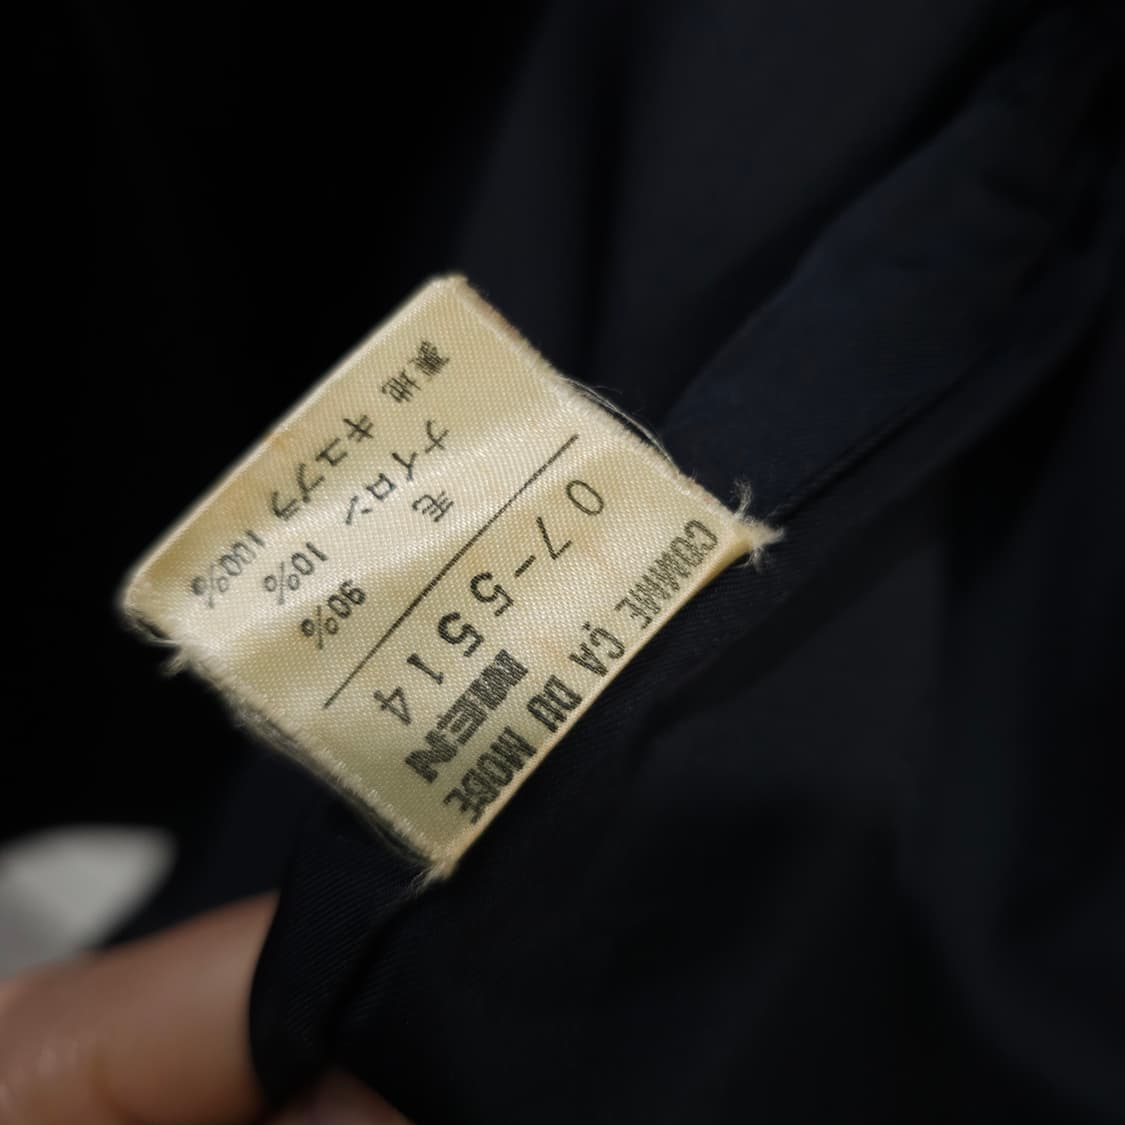 COMME ÇA DU MODE
MEN
07-5514
毛 90%
ナイロン 10%
裏地 キュプラ 100%